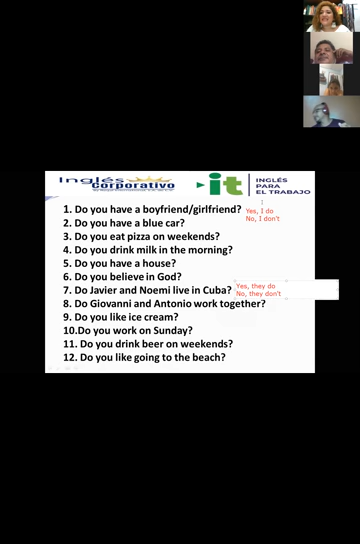 Inglés
Corporativo
it
INGLÉS
PARA
EL TRABAJO
1. Do you have a boyfriend/girlfriend?
Yes, I do
No, I don't
2. Do you have a blue car?
3. Do you eat pizza on weekends?
4. Do you drink milk in the morning?
5. Do you have a house?
6. Do you believe in God?
7. Do Javier and Noemi live in Cuba?
Yes, they do
No, they don't
8. Do Giovanni and Antonio work together?
9. Do you like ice cream?
10.Do you work on Sunday?
11. Do you drink beer on weekends?
12. Do you like going to the beach?